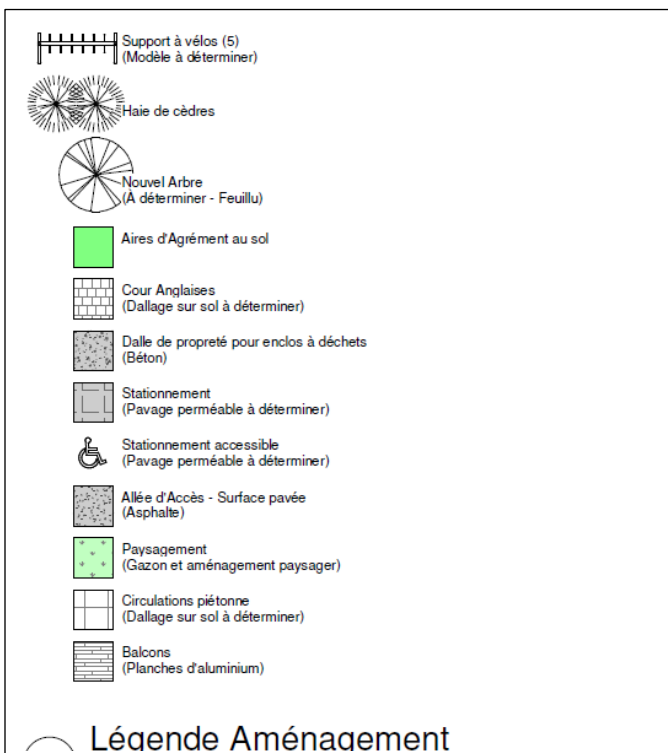 Support à vélos (5)
(Modèle à déterminer)
Haie de cèdres
Nouvel Arbre
(À déterminer - Feuillu)
Aires d'Agrément au sol
Cour Anglaises
(Dallage sur sol à déterminer)
Dalle de propreté pour enclos à déchets
(Béton)
Stationnement
(Pavage perméable à déterminer)
Stationnement accessible
(Pavage perméable à déterminer)
Allée d'Accès - Surface pavée
(Asphalte)
Paysagement
(Gazon et aménagement paysager)
Circulations piétonne
(Dallage sur sol à déterminer)
Balcons
(Planches d'aluminium)
Légende Aménagement